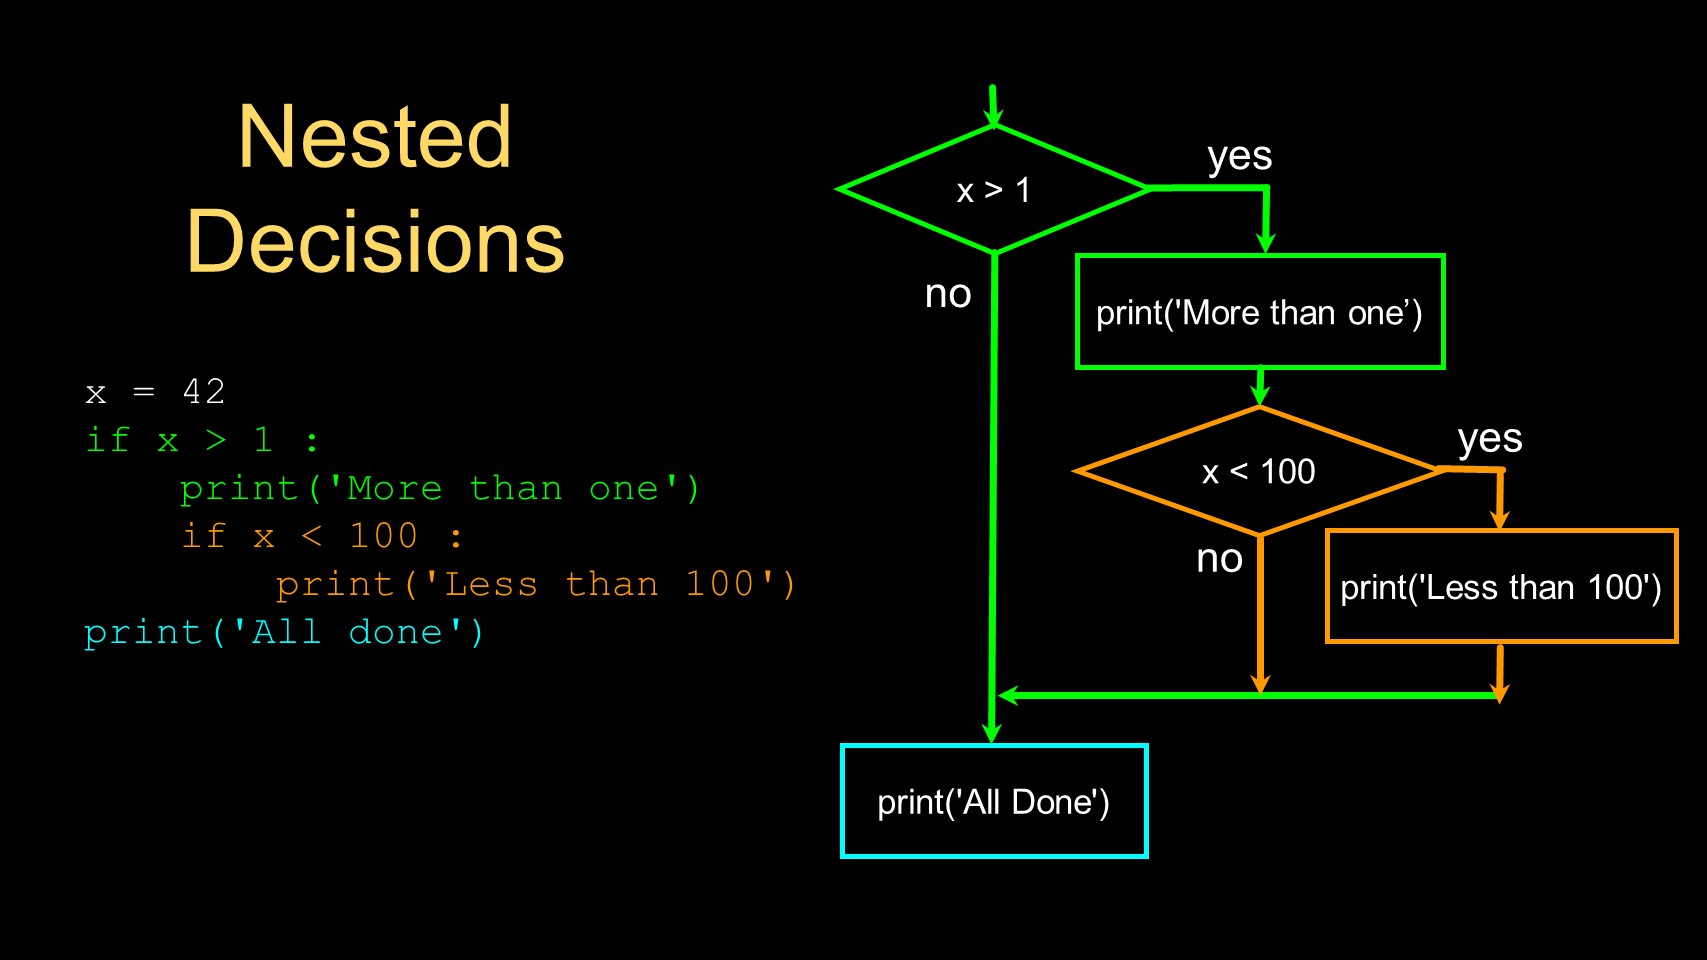 Nested
Decisions
x = 42
if x > 1 :
    print('More than one')
    if x < 100 :
        print('Less than 100')
print('All done')
x > 1
yes
no
print('More than one’)
x < 100
yes
no
print('Less than 100')
print('All Done')